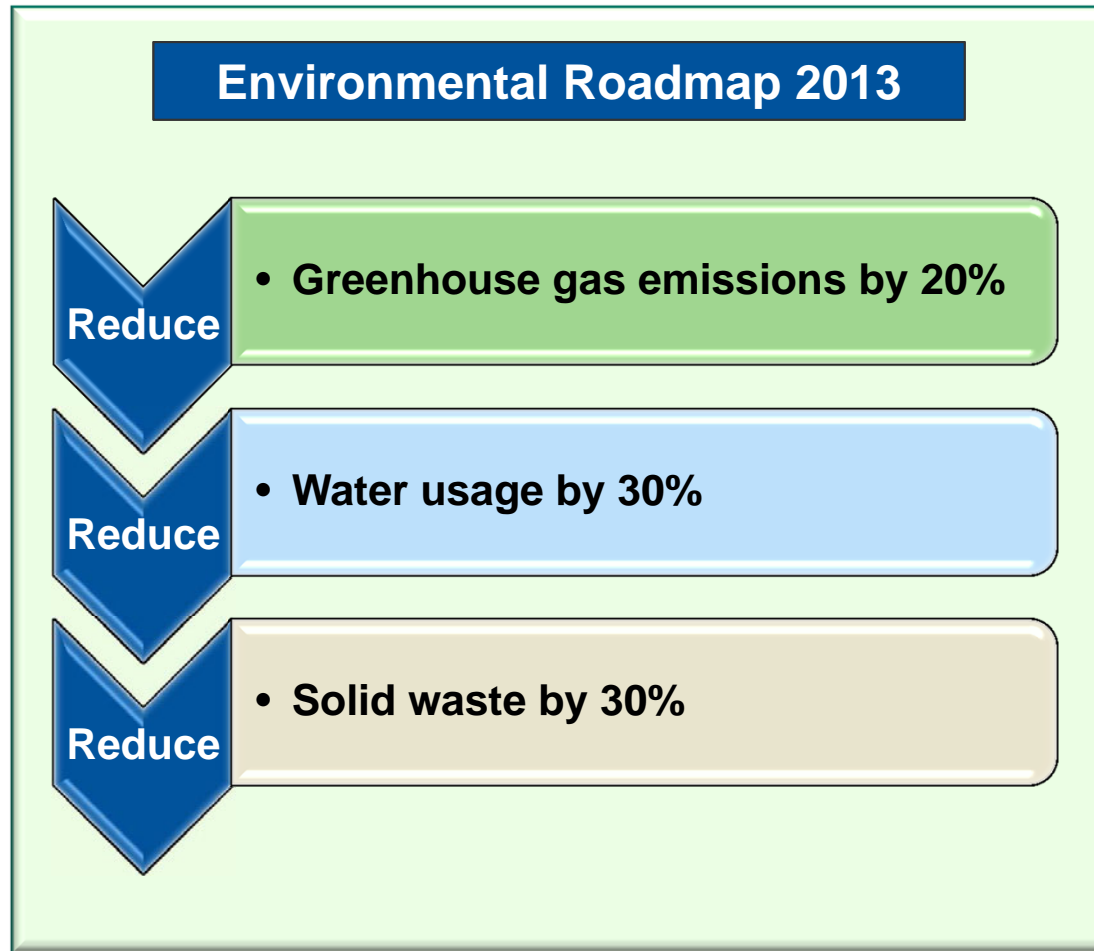 Environmental Roadmap 2013
Reduce
• Greenhouse gas emissions by 20%
Reduce
• Water usage by 30%
Reduce
• Solid waste by 30%